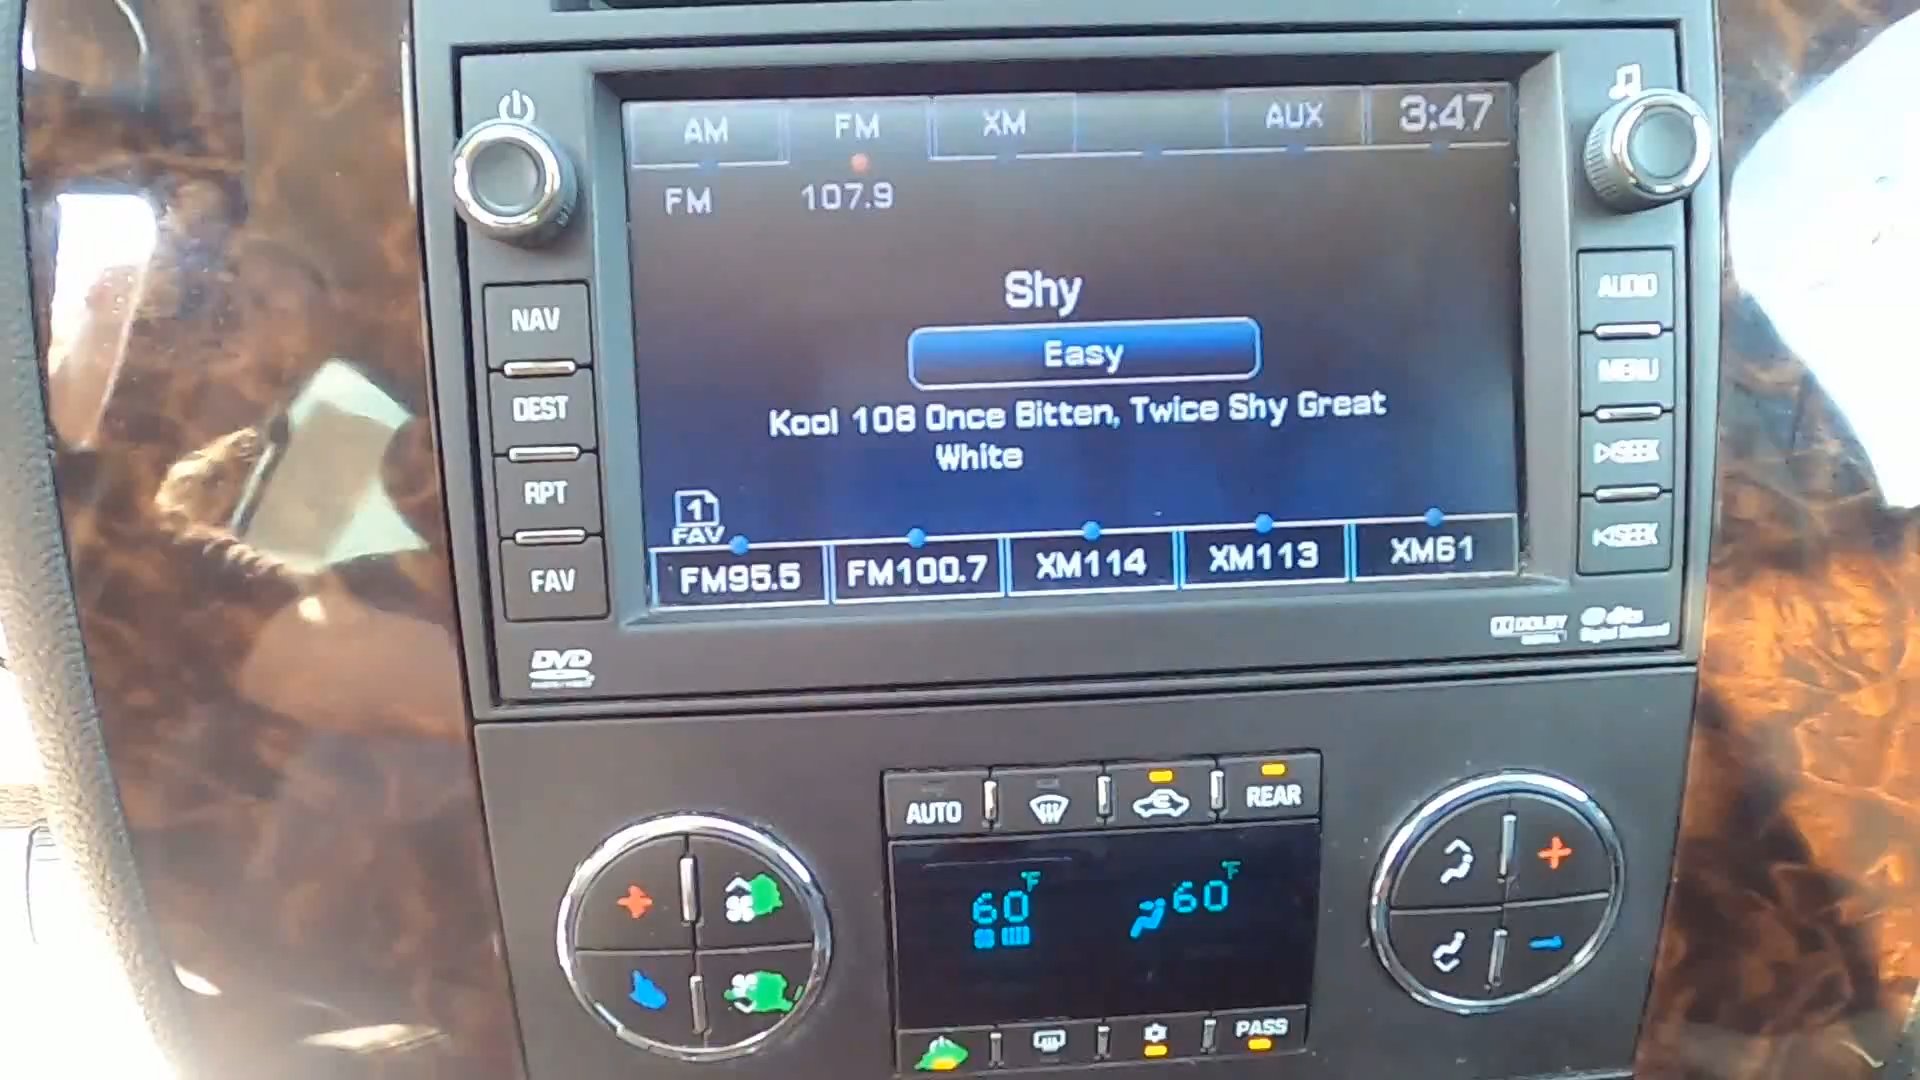 AM FM XM AUX 3:47
FM 107.9
Shy
Easy
Kool 108 Once Bitten, Twice Shy Great
White
1
FAV
FM95.5 FM100.7 XM114 XM113 XM61
NAV
DEST
RPT
FAV
AUDIO
MENU
SEEK
SEEK
DVD
DOLBY
dts
AUTO REAR
60°F 60°F
PASS